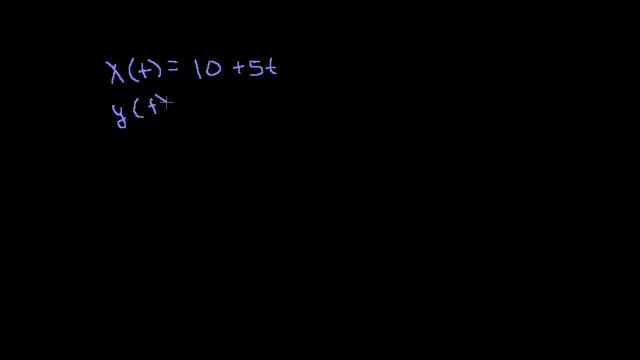 x(t) = 10 + 5t
y(t)